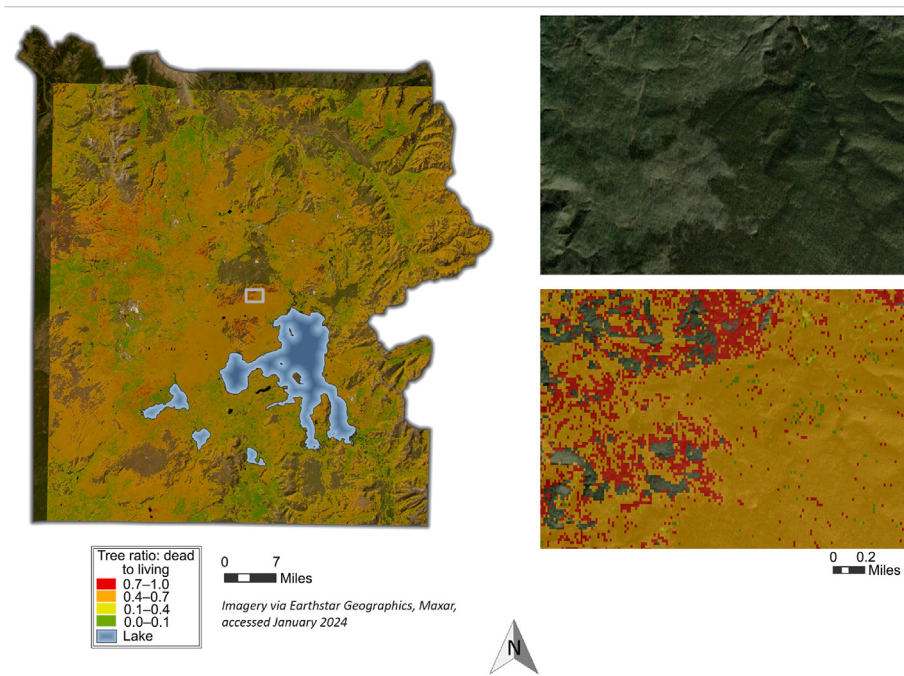 Tree ratio: dead
to living
0.7–1.0
0.4–0.7
0.1–0.4
0.0–0.1
Lake
0 7
Miles
Imagery via Earthstar Geographics, Maxar,
accessed January 2024
N
0 0.2
Miles